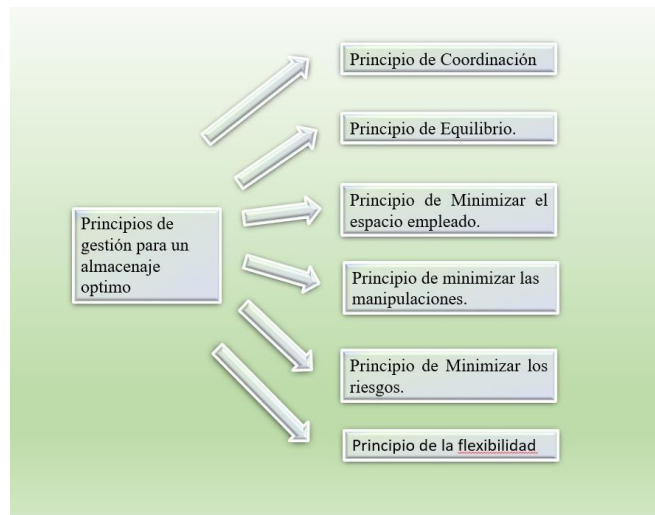 Principio de Coordinación
Principio de Equilibrio.
Principio de Minimizar el
espacio empleado.
Principios de
gestión para un
almacenaje
optimo
Principio de minimizar las
manipulaciones.
Principio de Minimizar los
riesgos.
Principio de la flexibilidad